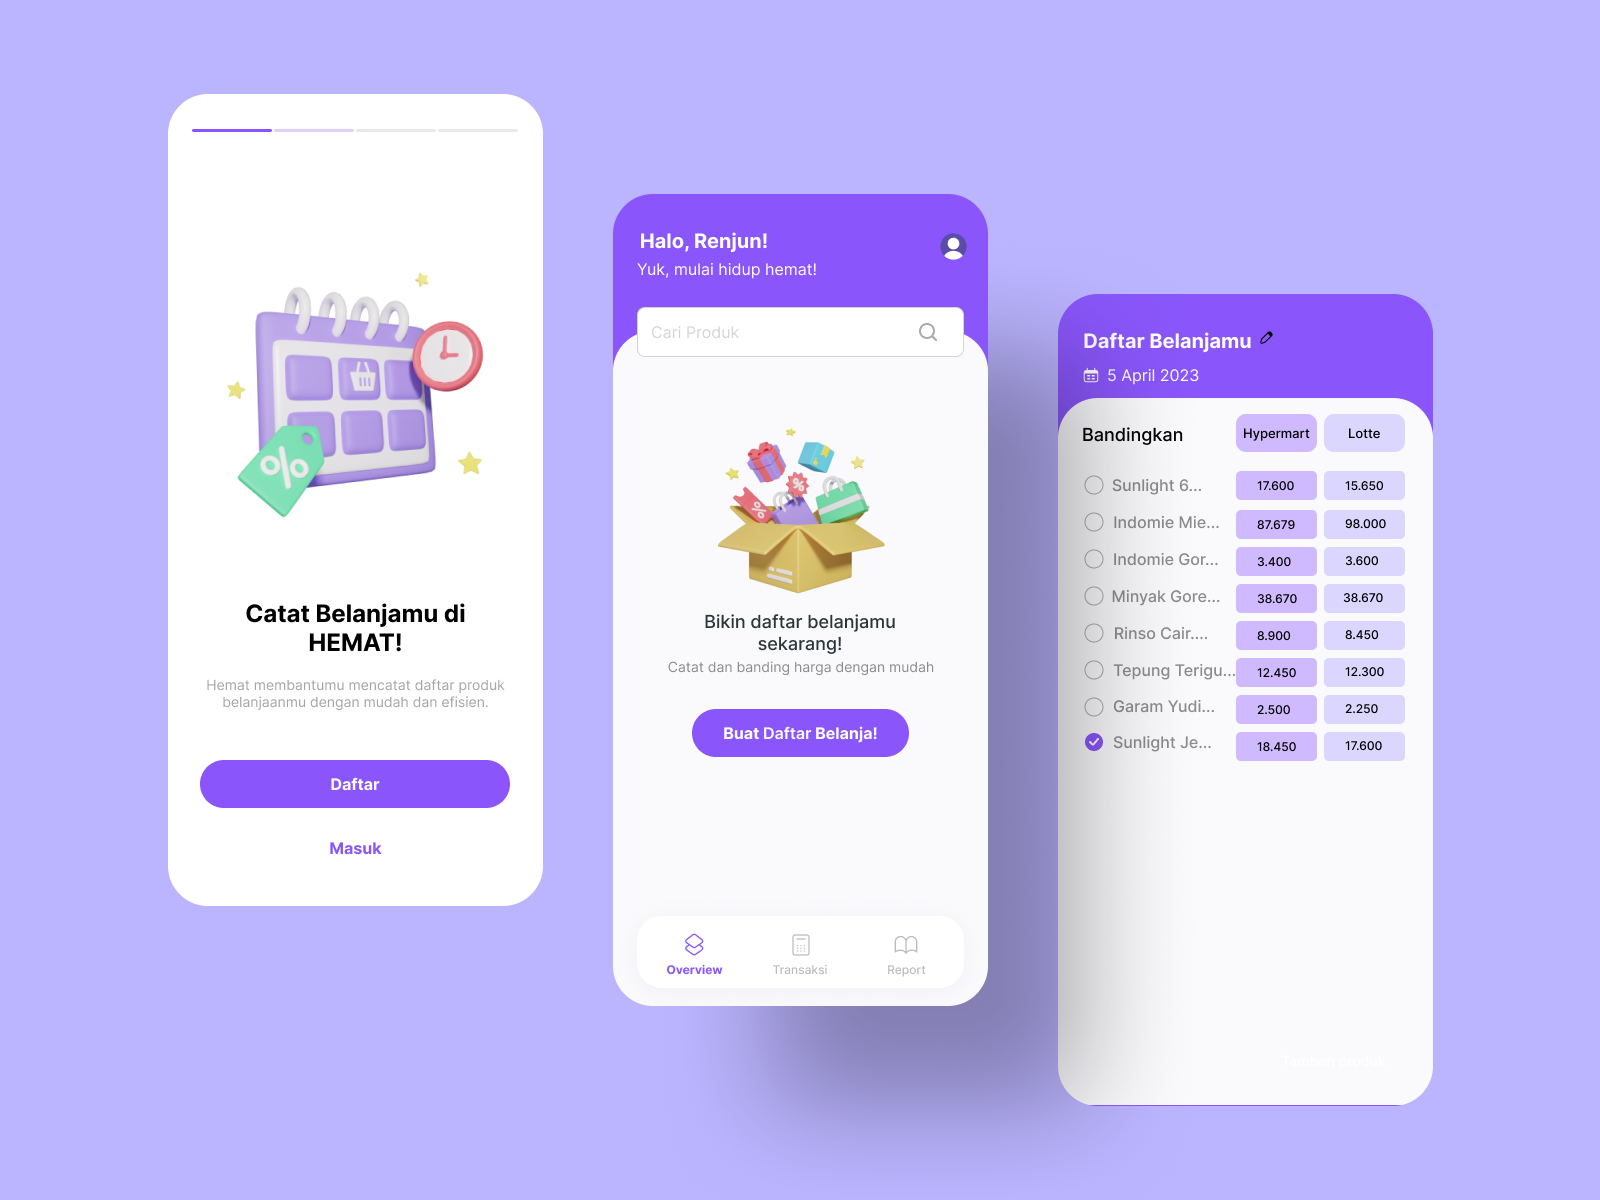 Catat Belanjamu di
HEMAT!
Hemat membantumu mencatat daftar produk
belanjaanmu dengan mudah dan efisien.
Daftar
Masuk
Halo, Renjun!
Yuk, mulai hidup hemat!
Cari Produk
Bikin daftar belanjamu
sekarang!
Catat dan banding harga dengan mudah
Buat Daftar Belanja!
Overview Transaksi Report
Daftar Belanjamu
5 April 2023
Bandingkan Hypermart Lotte
Sunlight 6... 17.600 15.650
Indomie Mie... 87.679 98.000
Indomie Gor... 3.400 3.600
Minyak Gore... 38.670 38.670
Rinso Cair.... 8.900 8.450
Tepung Terigu... 12.450 12.300
Garam Yudi... 2.500 2.250
Sunlight Je... 18.450 17.600